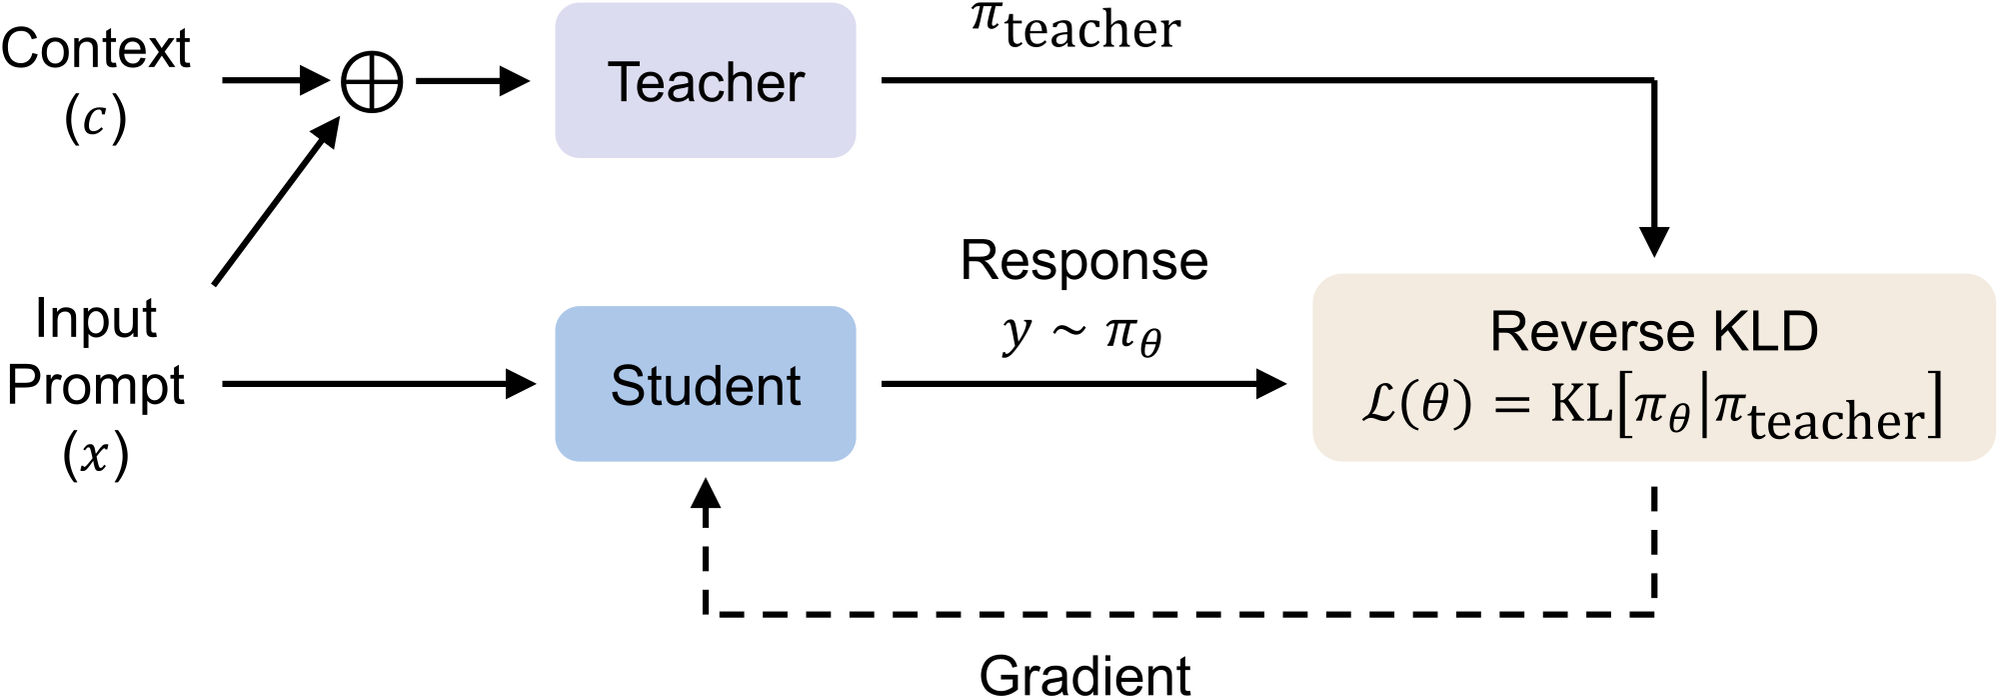 Context
(c)
Teacher
π_teacher
Input
Prompt
(x)
Student
Response
y ~ π_θ
Reverse KLD
ℒ(θ) = KL[π_θ|π_teacher]
Gradient